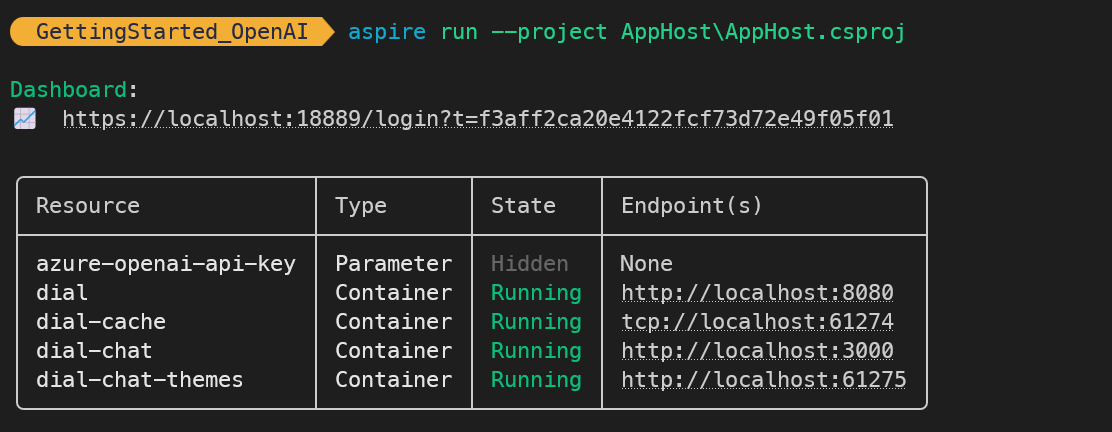 GettingStarted_OpenAI aspire run --project AppHost\AppHost.csproj
Dashboard:
https://localhost:18889/login?t=f3aff2ca20e4122fcf73d72e49f05f01
Resource Type State Endpoint(s)
azure-openai-api-key Parameter Hidden None
dial Container Running http://localhost:8080
dial-cache Container Running tcp://localhost:61274
dial-chat Container Running http://localhost:3000
dial-chat-themes Container Running http://localhost:61275